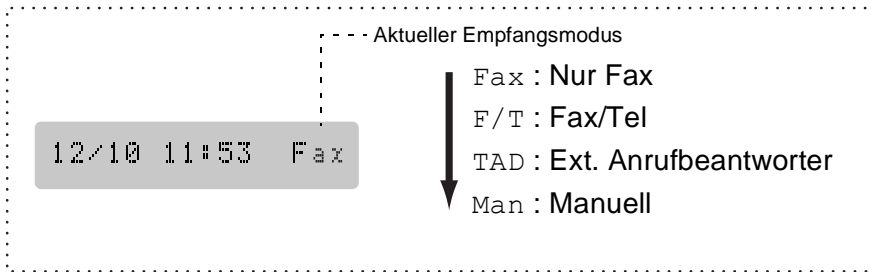 Aktueller Empfangsmodus
Fax : Nur Fax
F/T : Fax/Tel
12/10 11:53 Fax
TAD : Ext. Anrufbeantworter
Man : Manuell